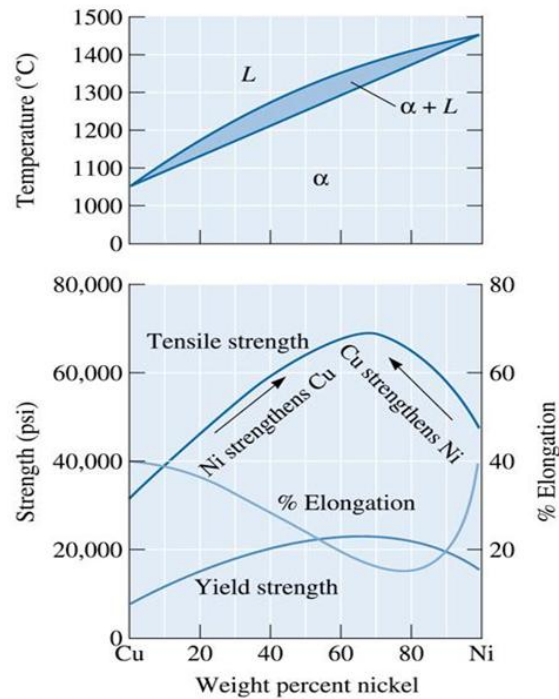 1500
1400
1300
1200
1100
1000
0
Temperature (°C)
L
α + L
α
80,000
60,000
40,000
20,000
0
Strength (psi)
80
60
40
20
% Elongation
Tensile strength
Ni strengthens Cu
Cu strengthens Ni
% Elongation
Yield strength
Cu 20 40 60 80 Ni
Weight percent nickel